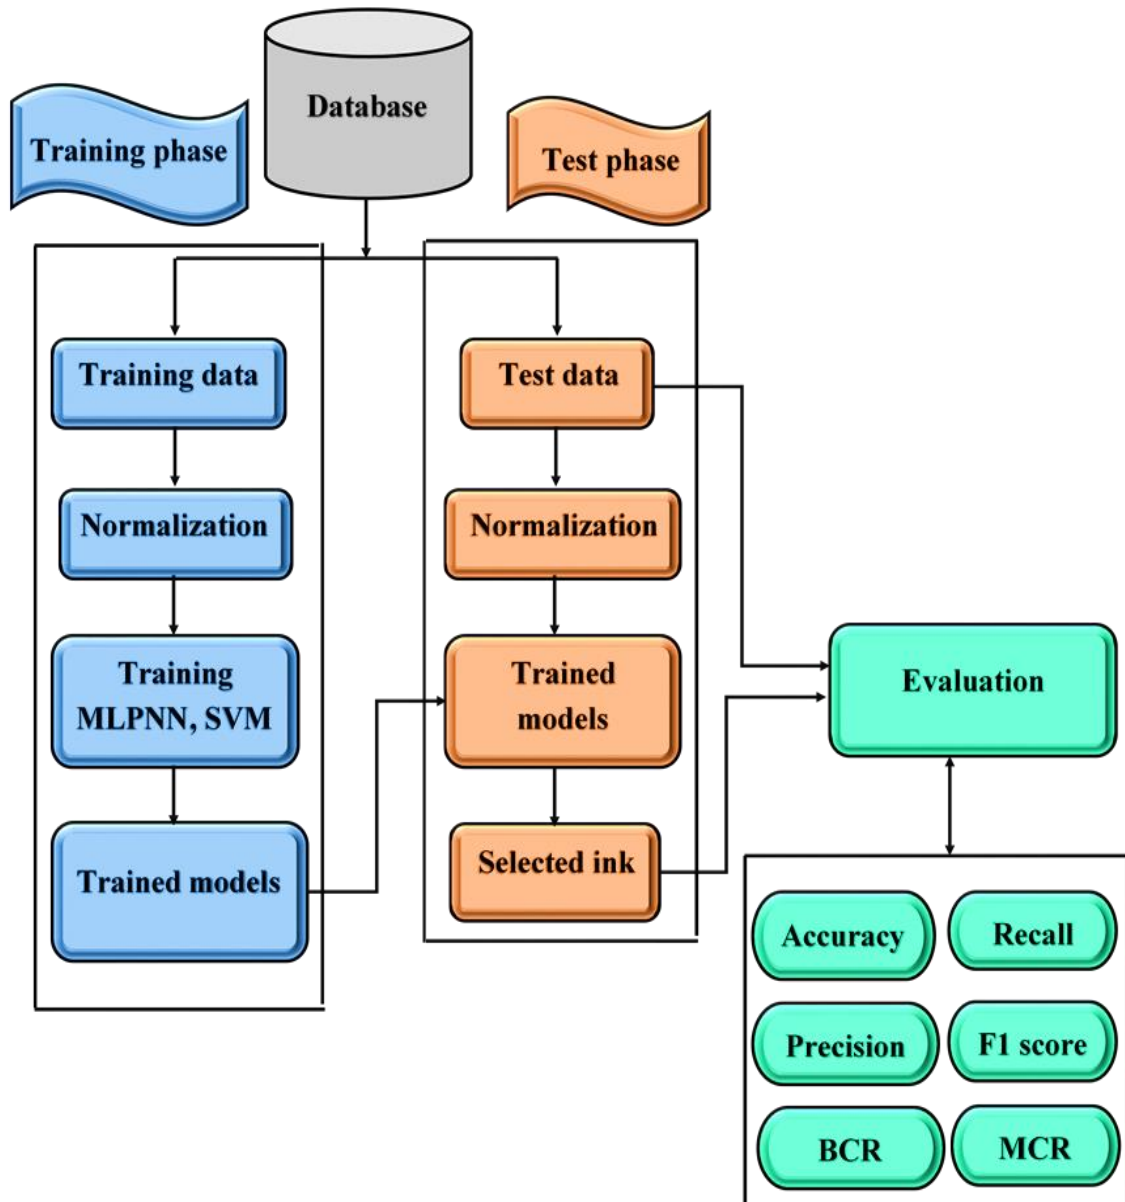 Database
Training phase
Test phase
Training data
Normalization
Training
MLPNN, SVM
Trained models
Test data
Normalization
Trained
models
Selected ink
Evaluation
Accuracy
Recall
Precision
F1 score
BCR
MCR